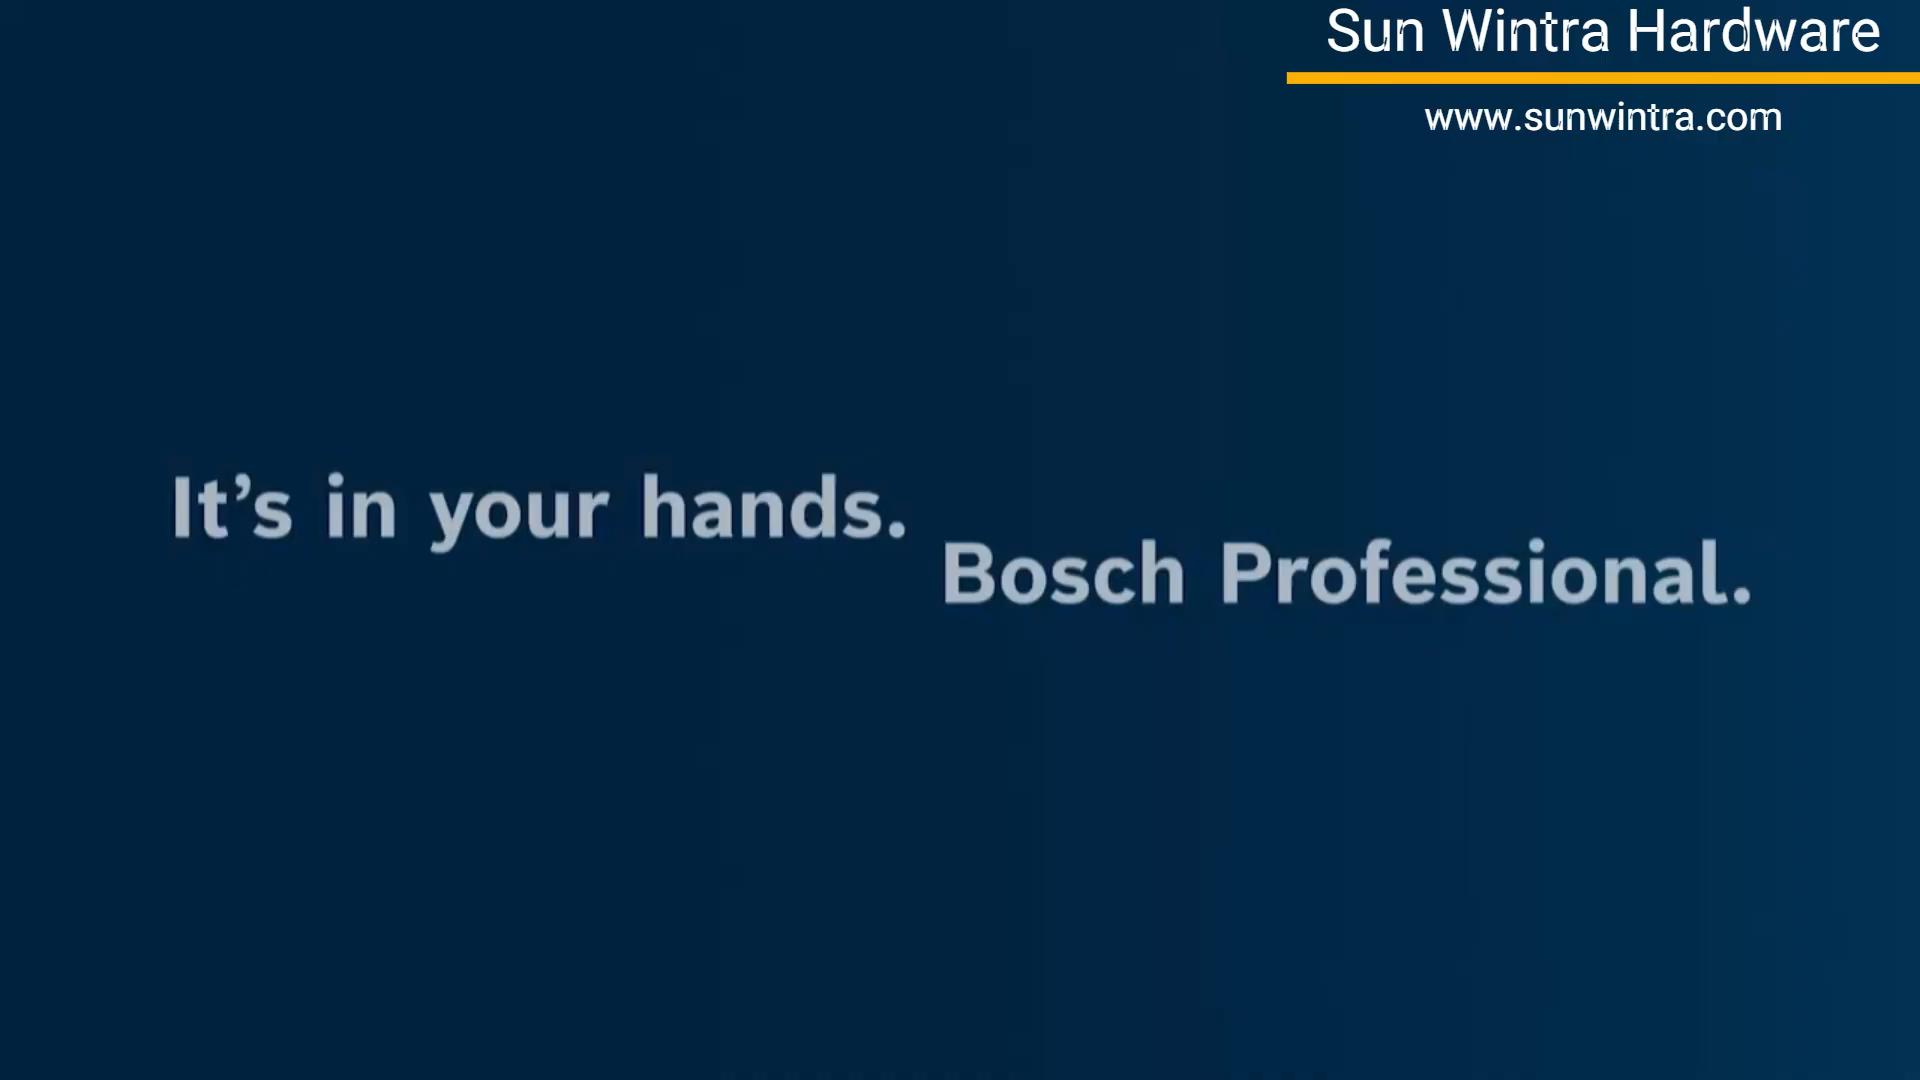 Sun Wintra Hardware
www.sunwintra.com
It’s in your hands.
Bosch Professional.